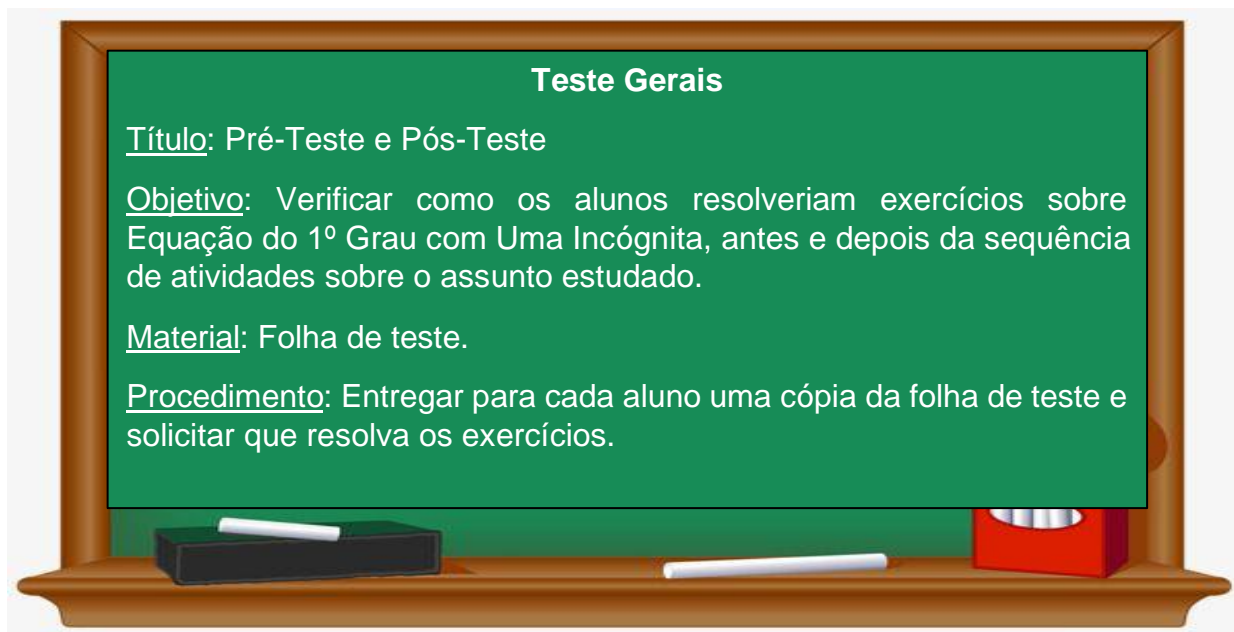 Teste Gerais
Título: Pré-Teste e Pós-Teste
Objetivo: Verificar como os alunos resolveriam exercícios sobre
Equação do 1º Grau com Uma Incógnita, antes e depois da sequência
de atividades sobre o assunto estudado.
Material: Folha de teste.
Procedimento: Entregar para cada aluno uma cópia da folha de teste e
solicitar que resolva os exercícios.